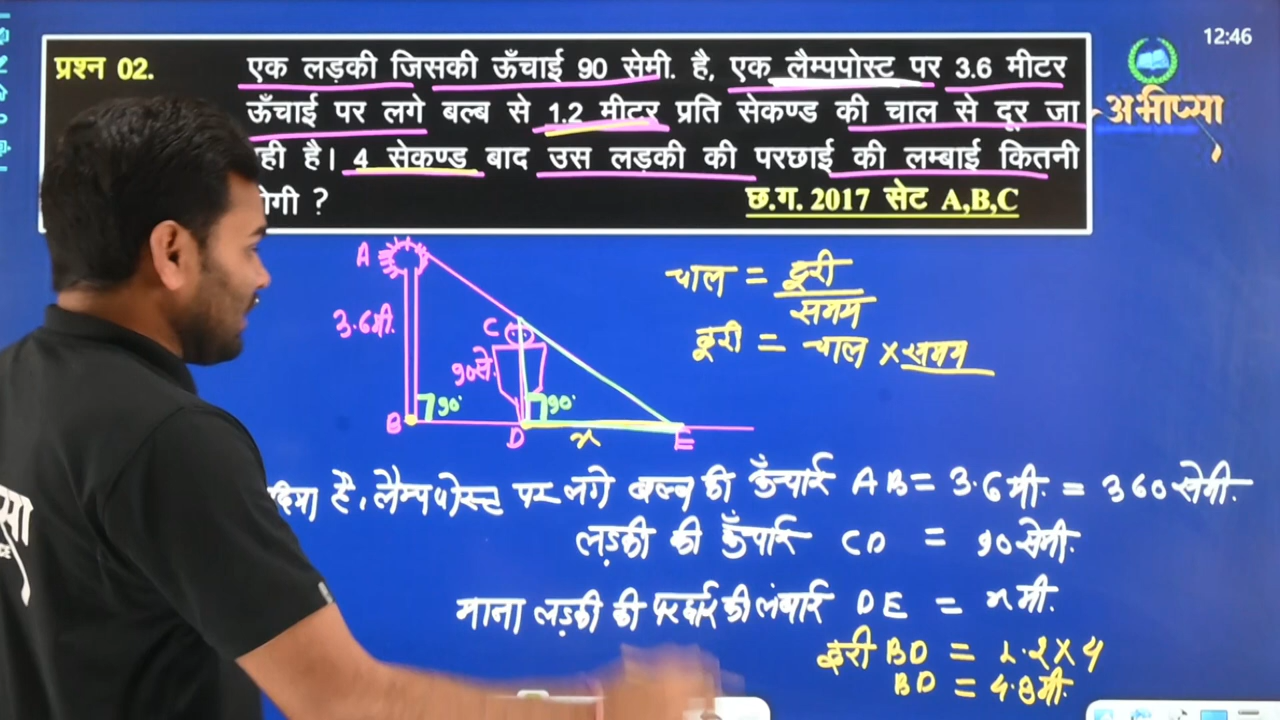 12:46
प्रश्न 02.
एक लड़की जिसकी ऊँचाई 90 सेमी. है, एक लैम्पपोस्ट पर 3.6 मीटर
ऊँचाई पर लगे बल्ब से 1.2 मीटर प्रति सेकण्ड की चाल से दूर जा
ही है। 4 सेकण्ड बाद उस लड़की की परछाई की लम्बाई कितनी
ोगी ?
छ.ग. 2017 सेट A,B,C
अभीप्सा
A
3.6मी.
C
90से.
B
90°
D
90°
x
E
चाल = दूरी
समय
दूरी = चाल × समय
दिया है, लैम्पपोस्ट पर लगे बल्ब की ऊँचाई AB = 3.6मी. = 360सेमी.
लड़की की ऊँचाई CD = 90सेमी.
माना लड़की की परछाई की लंबाई DE = x मी.
दूरी BD = 1.2 × 4
BD = 4.8मी.